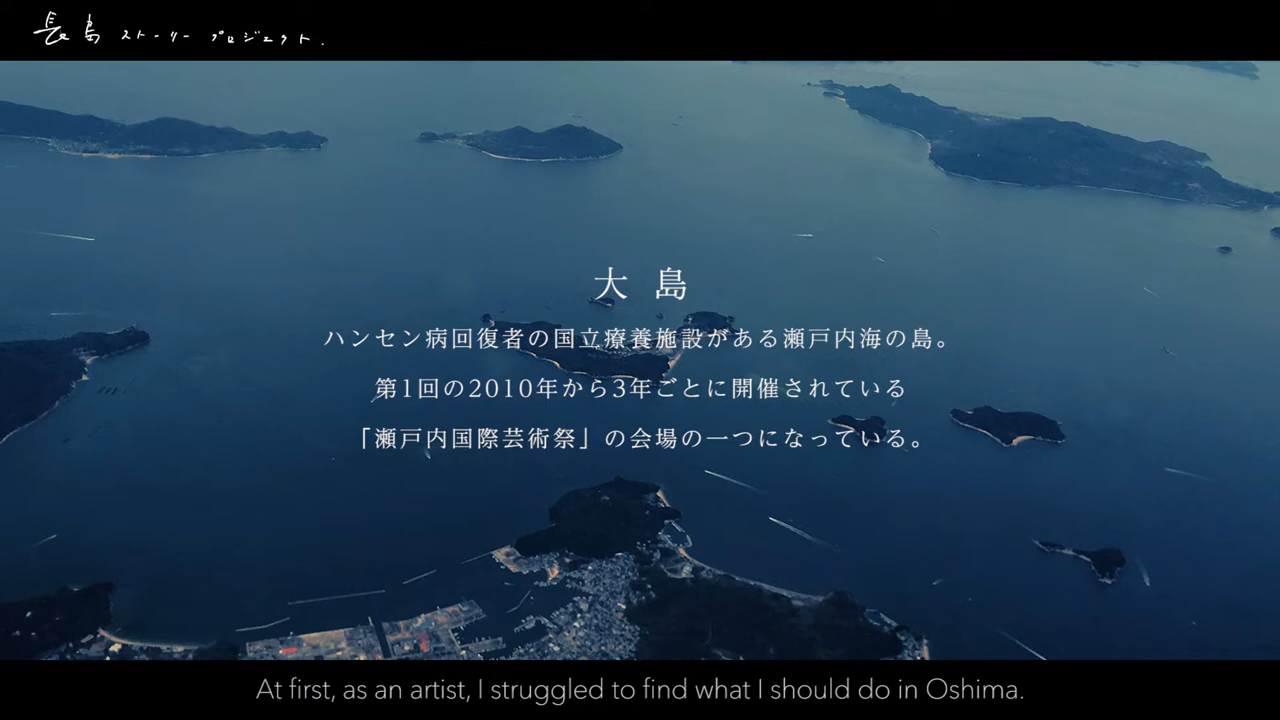 長島 ストーリー プロジェクト.
大島
ハンセン病回復者の国立療養施設がある瀬戸内海の島。
第1回の2010年から3年ごとに開催されている
「瀬戸内国際芸術祭」の会場の一つになっている。
At first, as an artist, I struggled to find what I should do in Oshima.